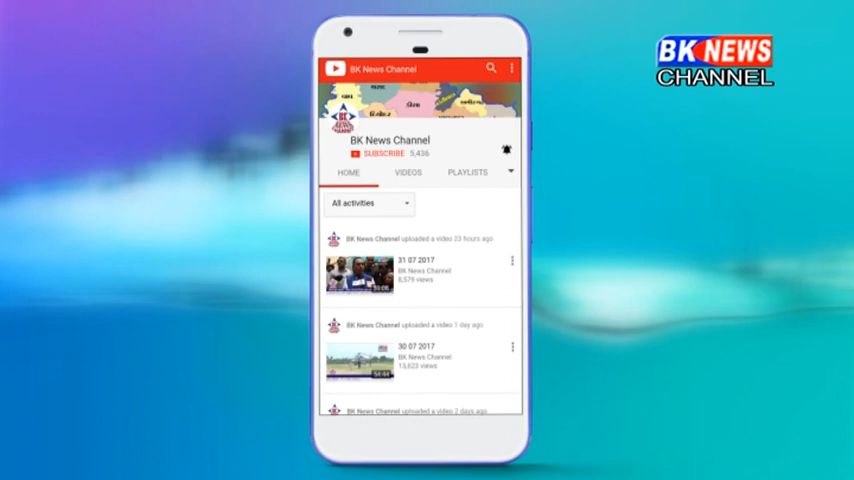 BK NEWS
CHANNEL
BK News Channel
BK News Channel
SUBSCRIBE 5,436
HOME VIDEOS PLAYLISTS
All activities
BK News Channel uploaded a video 23 hours ago
31 07 2017
BK News Channel
8,579 views
BK News Channel uploaded a video 1 day ago
30 07 2017
BK News Channel
13,623 views
54:44
BK News Channel uploaded a video 2 days ago